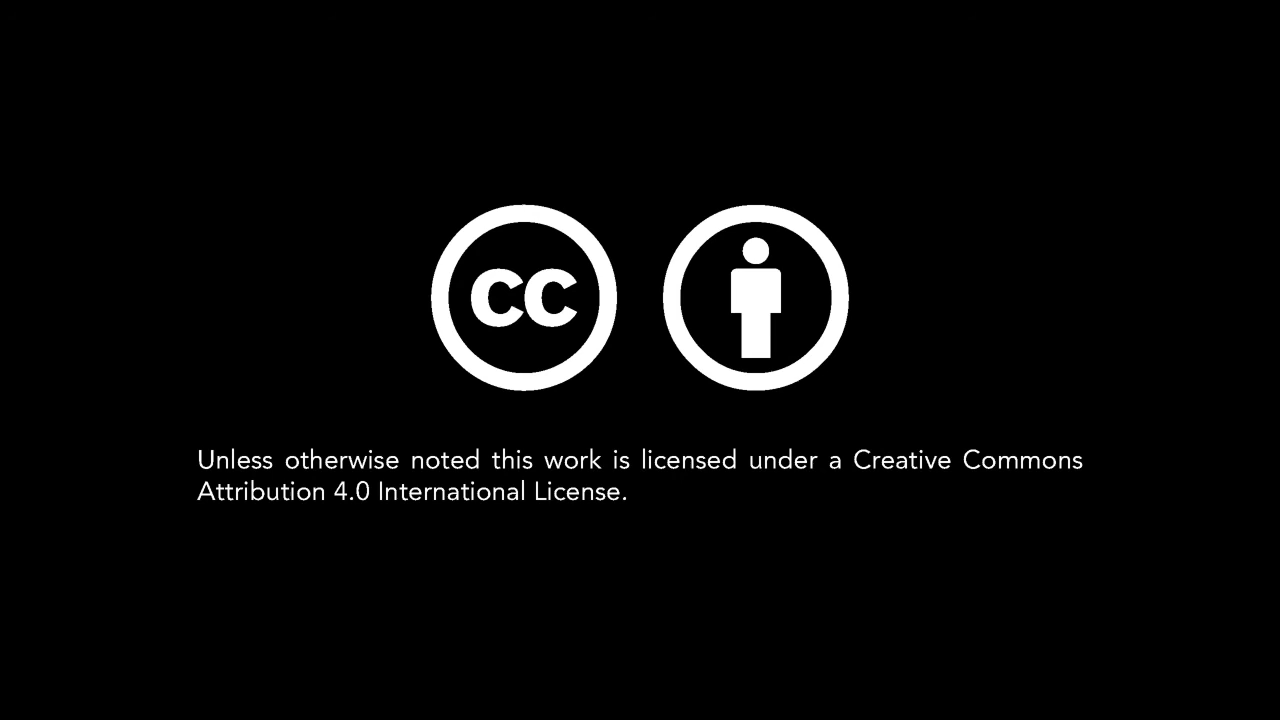 CC
Unless otherwise noted this work is licensed under a Creative Commons
Attribution 4.0 International License.